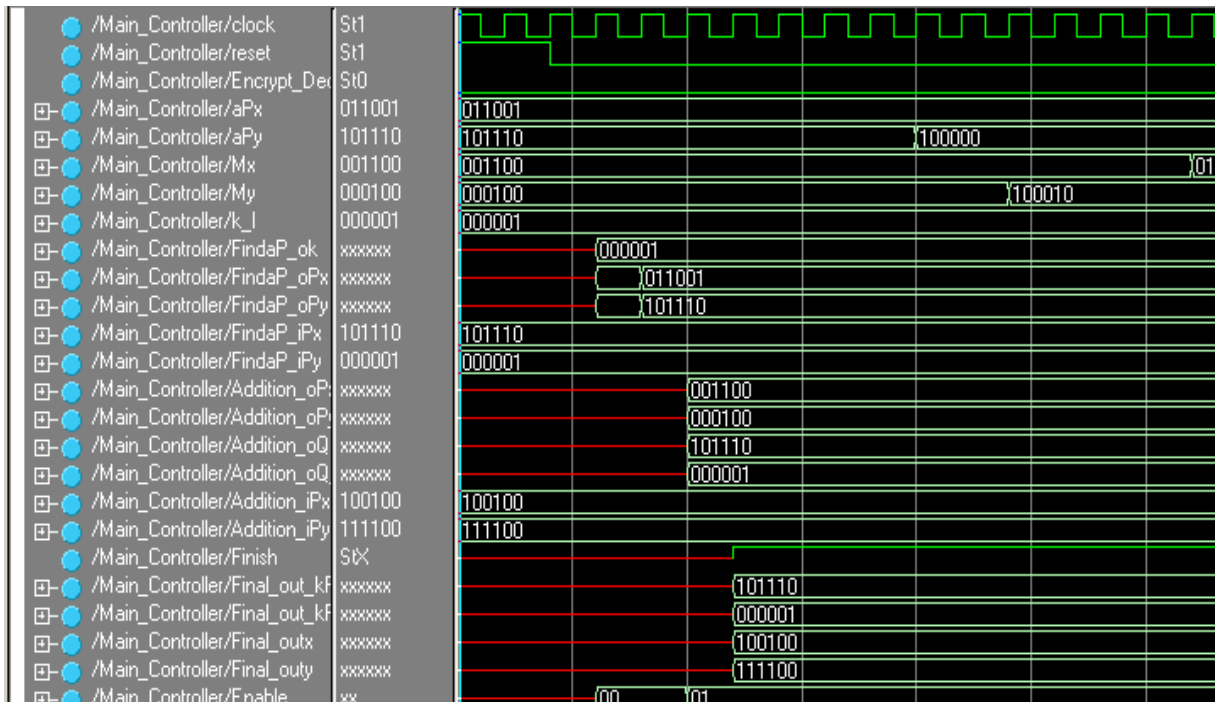 /Main_Controller/clock St1
/Main_Controller/reset St1
/Main_Controller/Encrypt_Dec St0
/Main_Controller/aPx 011001 011001
/Main_Controller/aPy 101110 101110 100000
/Main_Controller/Mx 001100 001100 01
/Main_Controller/My 000100 000100 100010
/Main_Controller/k_I 000001 000001
/Main_Controller/FindaP_ok xxxxxx 000001
/Main_Controller/FindaP_oPx xxxxxx 011001
/Main_Controller/FindaP_oPy xxxxxx 101110
/Main_Controller/FindaP_iPx 101110 101110
/Main_Controller/FindaP_iPy 000001 000001
/Main_Controller/Addition_oP xxxxxx 001100
/Main_Controller/Addition_oP xxxxxx 000100
/Main_Controller/Addition_oQ xxxxxx 101110
/Main_Controller/Addition_oQ xxxxxx 000001
/Main_Controller/Addition_iPx 100100 100100
/Main_Controller/Addition_iPy 111100 111100
/Main_Controller/Finish StX
/Main_Controller/Final_out_kP xxxxxx 101110
/Main_Controller/Final_out_kP xxxxxx 000001
/Main_Controller/Final_outx xxxxxx 100100
/Main_Controller/Final_outy xxxxxx 111100
/Main_Controller/Enable xx 00 01